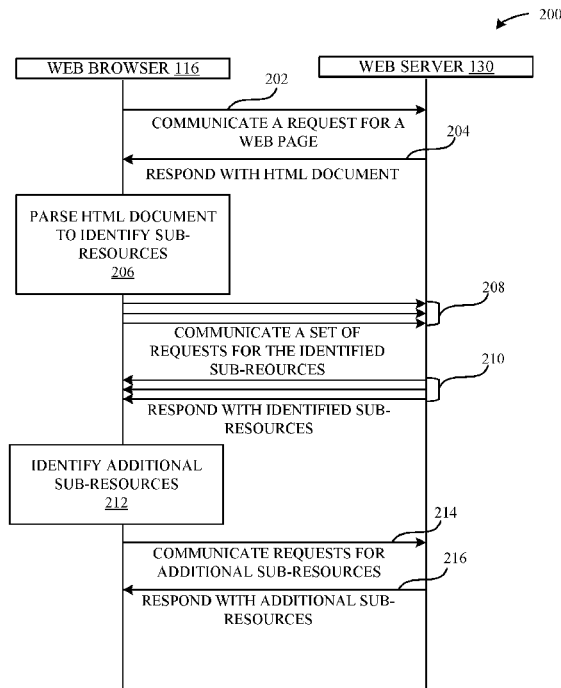 200
WEB BROWSER 116
WEB SERVER 130
202
COMMUNICATE A REQUEST FOR A
WEB PAGE
204
RESPOND WITH HTML DOCUMENT
PARSE HTML DOCUMENT
TO IDENTIFY SUB-
RESOURCES
206
208
COMMUNICATE A SET OF
REQUESTS FOR THE IDENTIFIED
SUB-REOURCES
210
RESPOND WITH IDENTIFIED SUB-
RESOURCES
IDENTIFY ADDITIONAL
SUB-RESOURCES
212
214
COMMUNICATE REQUESTS FOR
ADDITIONAL SUB-RESOURCES
216
RESPOND WITH ADDITIONAL SUB-
RESOURCES